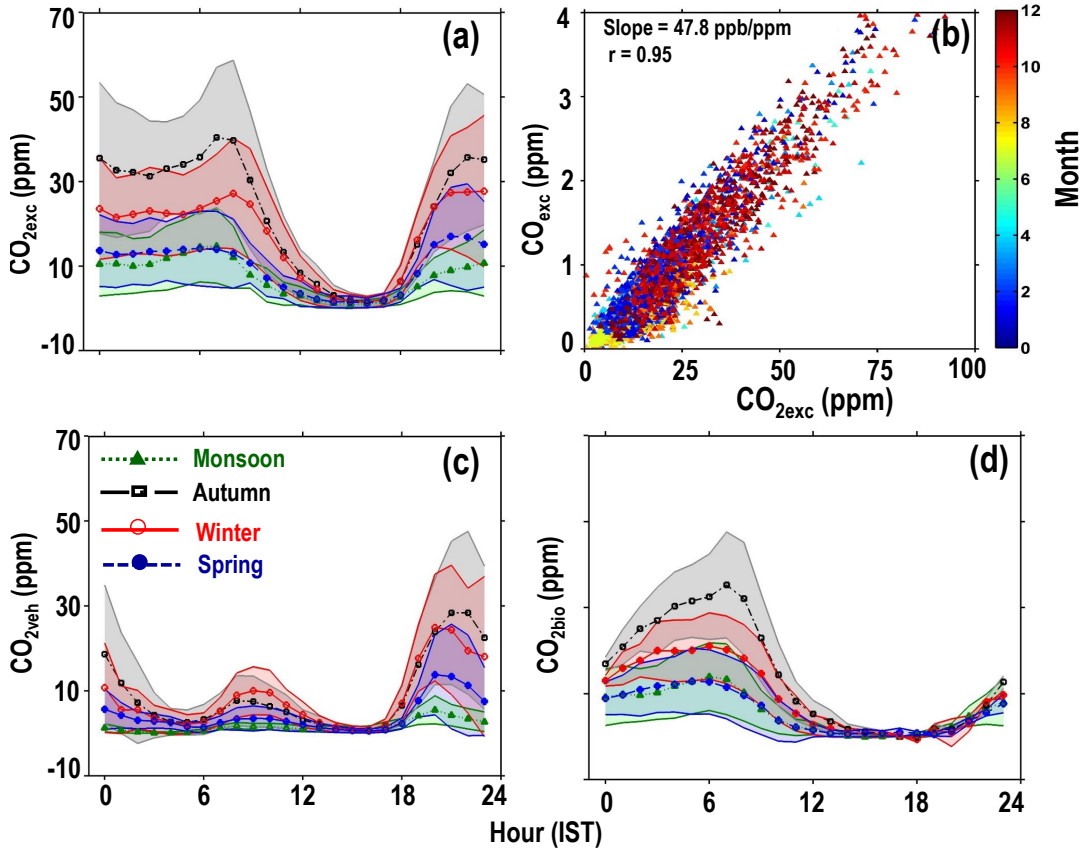 70
50
30
10
-10
CO2exc (ppm)
(a)
4
3
2
1
0
COexc (ppm)
Slope = 47.8 ppb/ppm
r = 0.95
(b)
0
25
50
75
100
CO2exc (ppm)
12
10
8
6
4
2
0
Month
70
50
30
10
-10
CO2veh (ppm)
(c)
Monsoon
Autumn
Winter
Spring
0
6
12
18
24
CO2bio (ppm)
(d)
0
6
12
18
24
Hour (IST)